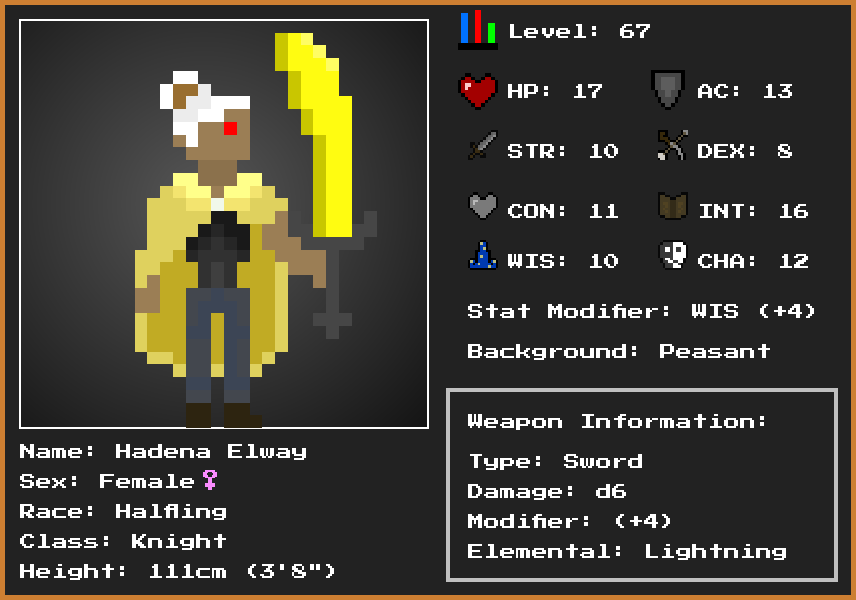 Level: 67
HP: 17
AC: 13
STR: 10
DEX: 8
CON: 11
INT: 16
WIS: 10
CHA: 12
Stat Modifier: WIS (+4)
Background: Peasant
Weapon Information:
Type: Sword
Damage: d6
Modifier: (+4)
Elemental: Lightning
Name: Hadena Elway
Sex: Female♀
Race: Halfling
Class: Knight
Height: 111cm (3'8")